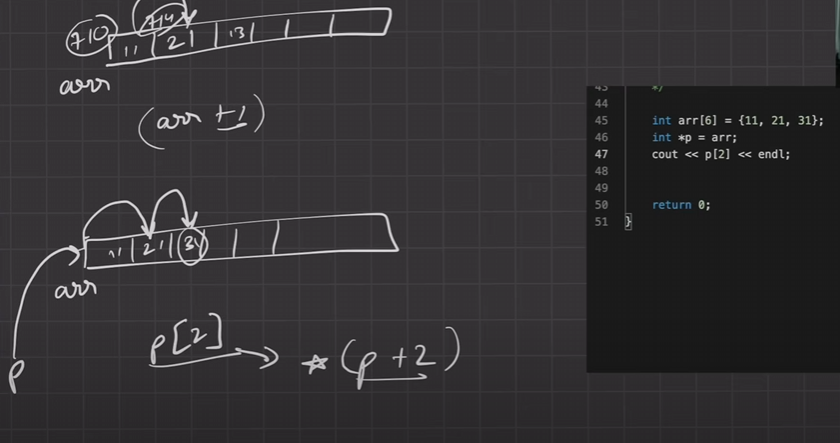 710 714
11 21 13
arr
(arr +1)
11 21 31
arr
p[2] → *(p+2)
p
43 */
44
45 int arr[6] = {11, 21, 31};
46 int *p = arr;
47 cout << p[2] << endl;
48
49
50 return 0;
51 }